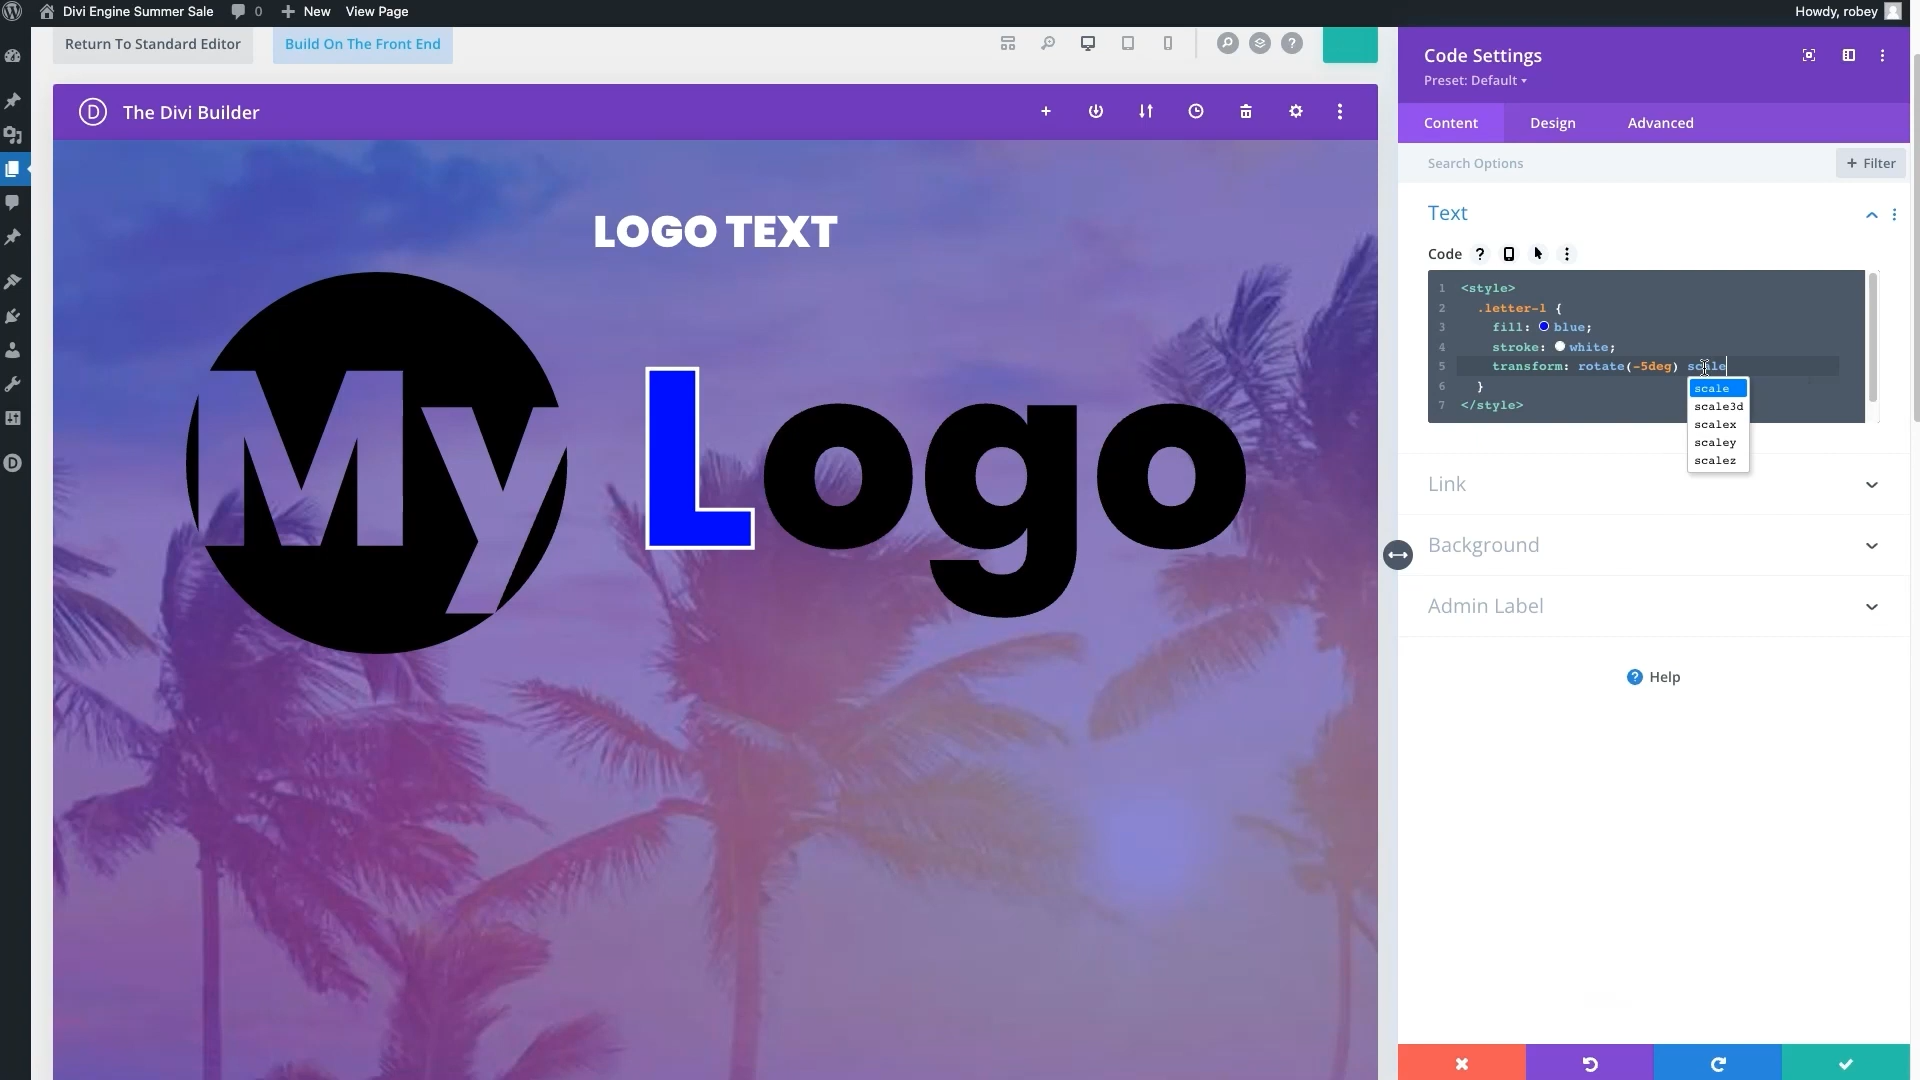 Divi Engine Summer Sale 0 New View Page Howdy, robey
Return To Standard Editor Build On The Front End
The Divi Builder
LOGO TEXT
My Logo
Code Settings
Preset: Default
Content Design Advanced
Search Options + Filter
Text
Code
1 <style>
2 .letter-l {
3 fill: blue;
4 stroke: white;
5 transform: rotate(-5deg) scale
6 }
7 </style>
scale
scale3d
scalex
scaley
scalez
Link
Background
Admin Label
Help